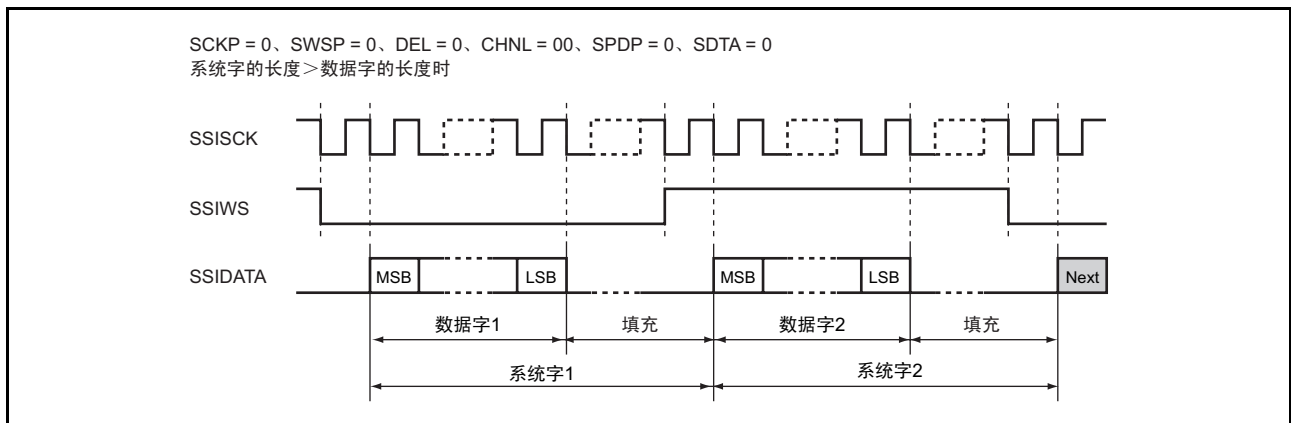 SCKP = 0、SWSP = 0、DEL = 0、CHNL = 00、SPDP = 0、SDTA = 0
系统字的长度＞数据字的长度时
SSISCK
SSIWS
SSIDATA
MSB
LSB
MSB
LSB
Next
数据字1
填充
数据字2
填充
系统字1
系统字2